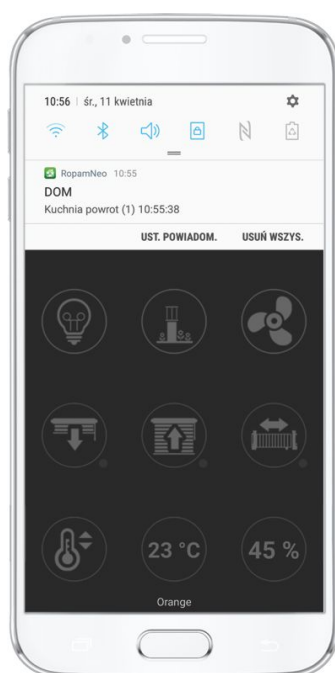 10:56 | śr., 11 kwietnia
RopamNeo 10:55
DOM
Kuchnia powrot (1) 10:55:38
UST. POWIADOM. USUŃ WSZYS.
23 °C 45 %
Orange